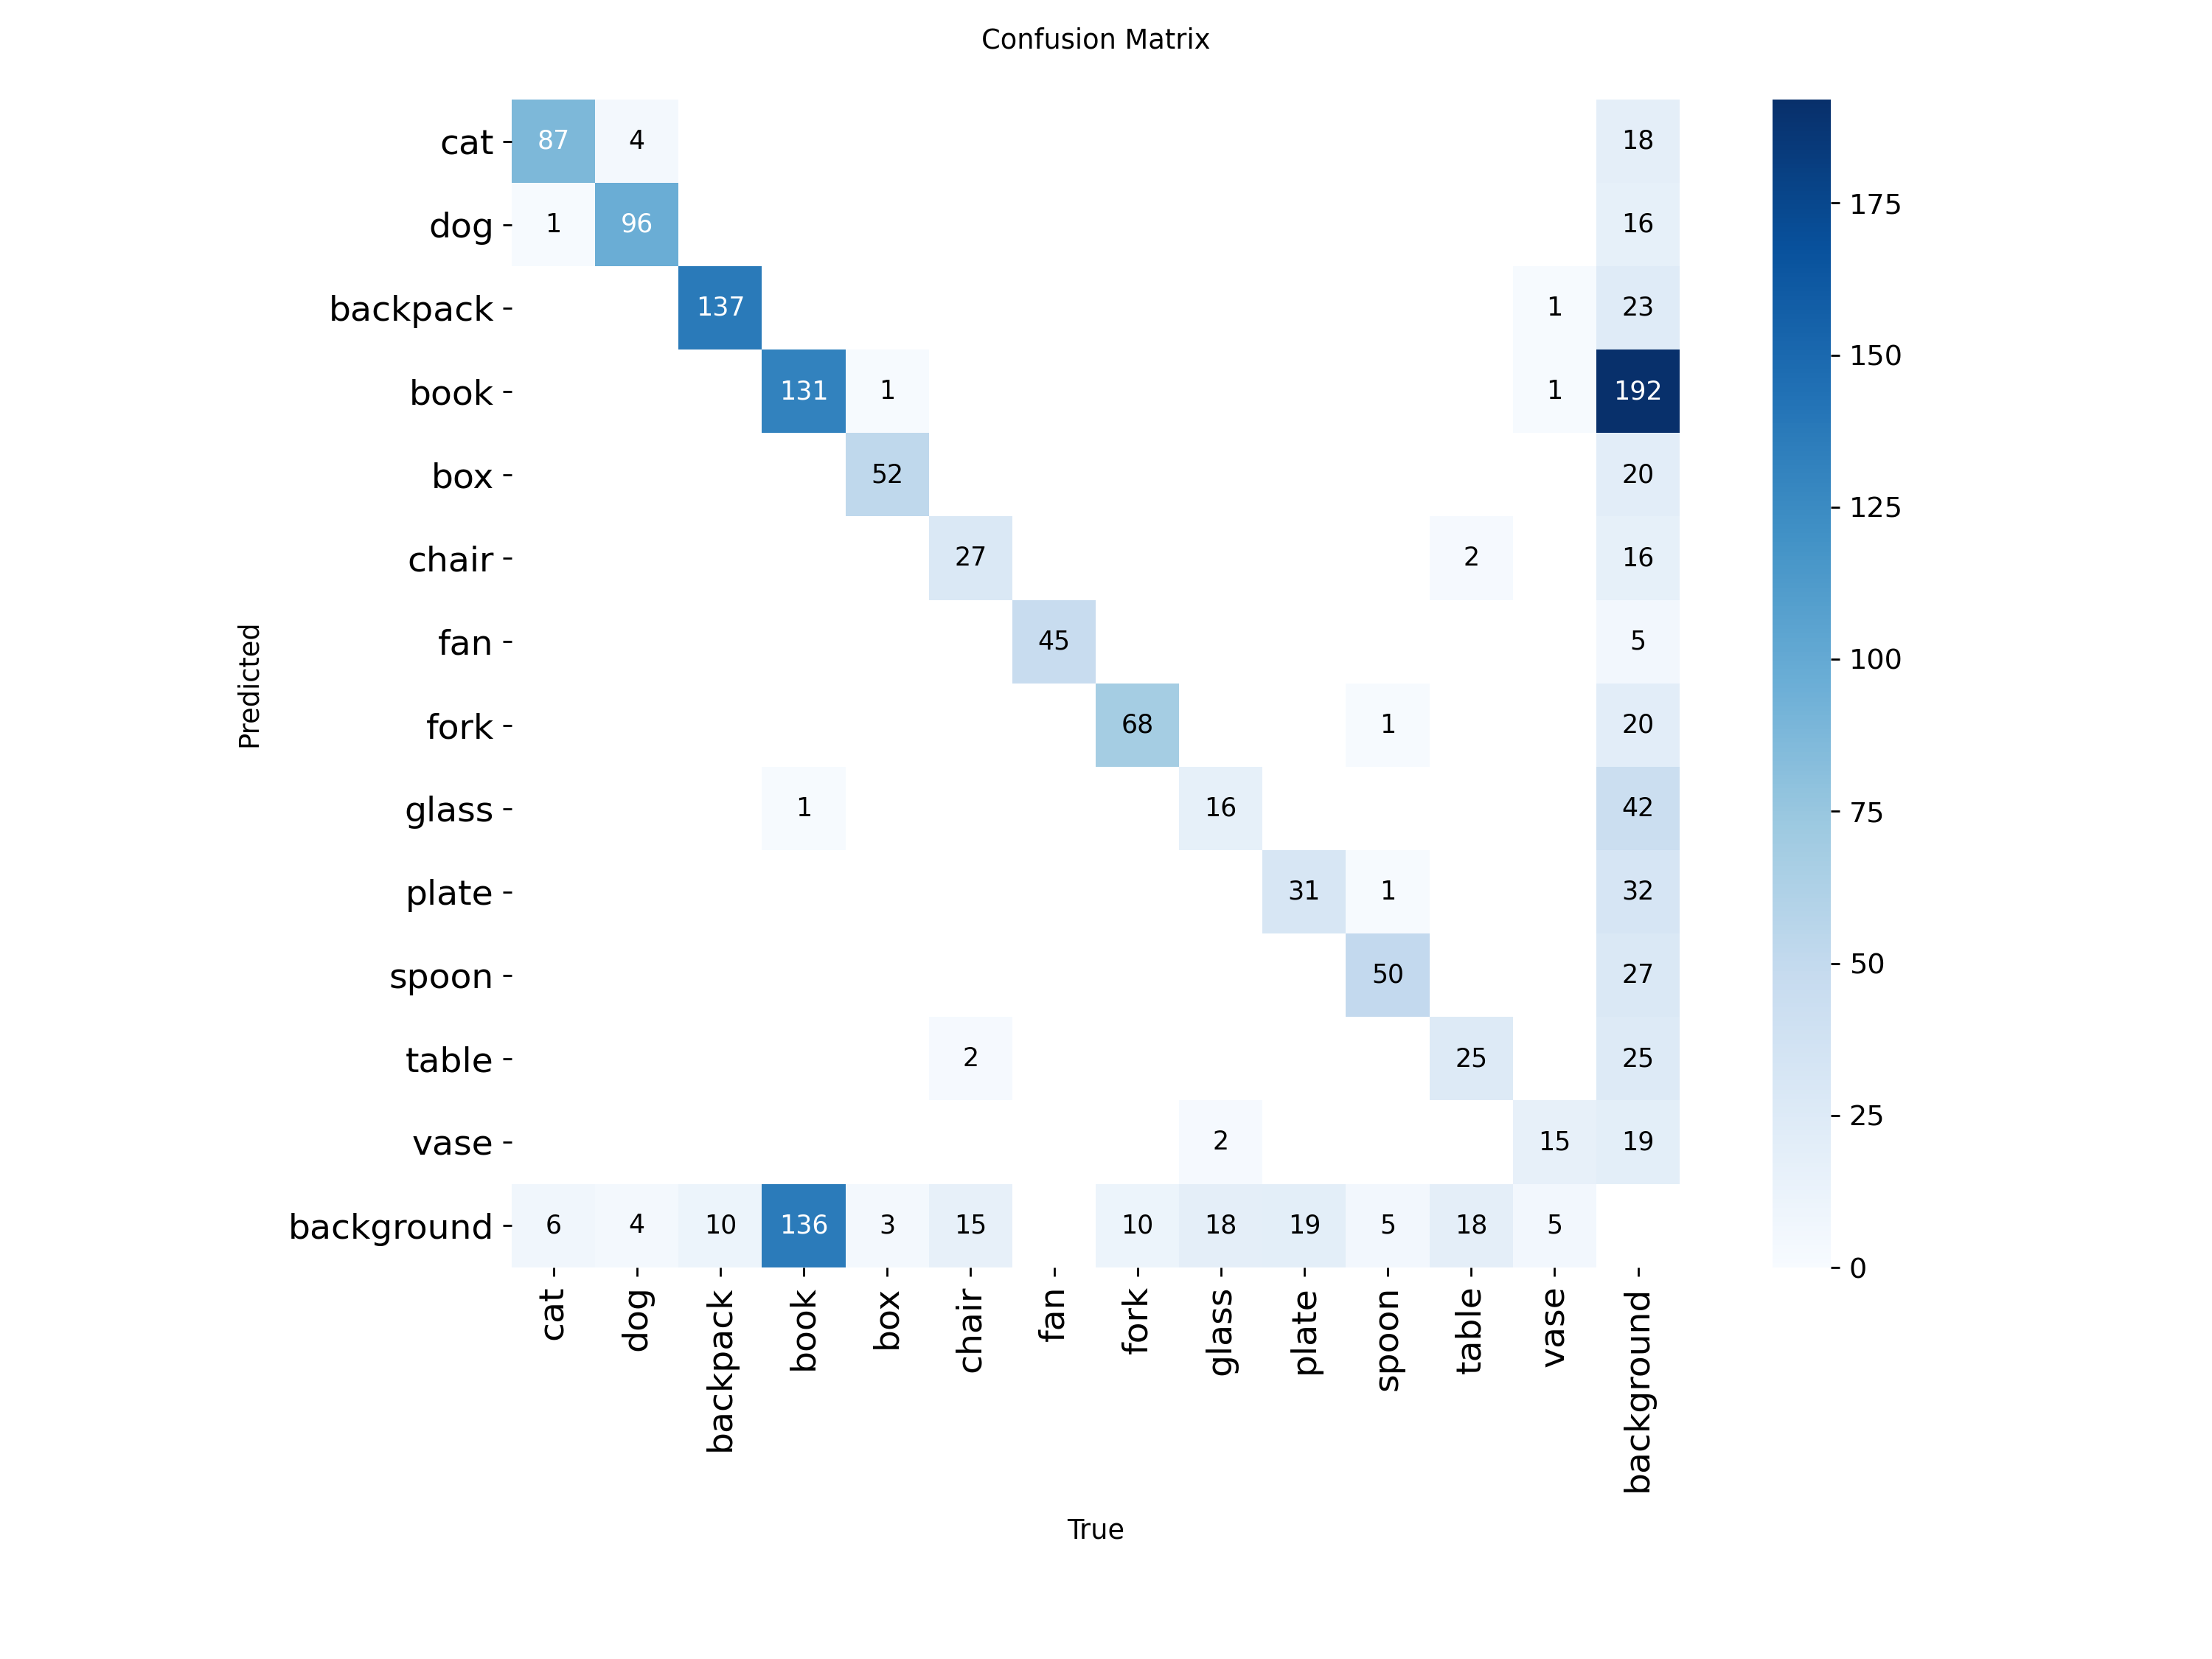 Confusion Matrix
cat 87 4 18
dog 1 96 16
backpack 137 1 23
book 131 1 1 192
box 52 20
chair 27 2 16
fan 45 5
fork 68 1 20
glass 1 16 42
plate 31 1 32
spoon 50 27
table 2 25 25
vase 2 15 19
background 6 4 10 136 3 15 10 18 19 5 18 5
cat dog backpack book box chair fan fork glass plate spoon table vase background
True
Predicted
175
150
125
100
75
50
25
0